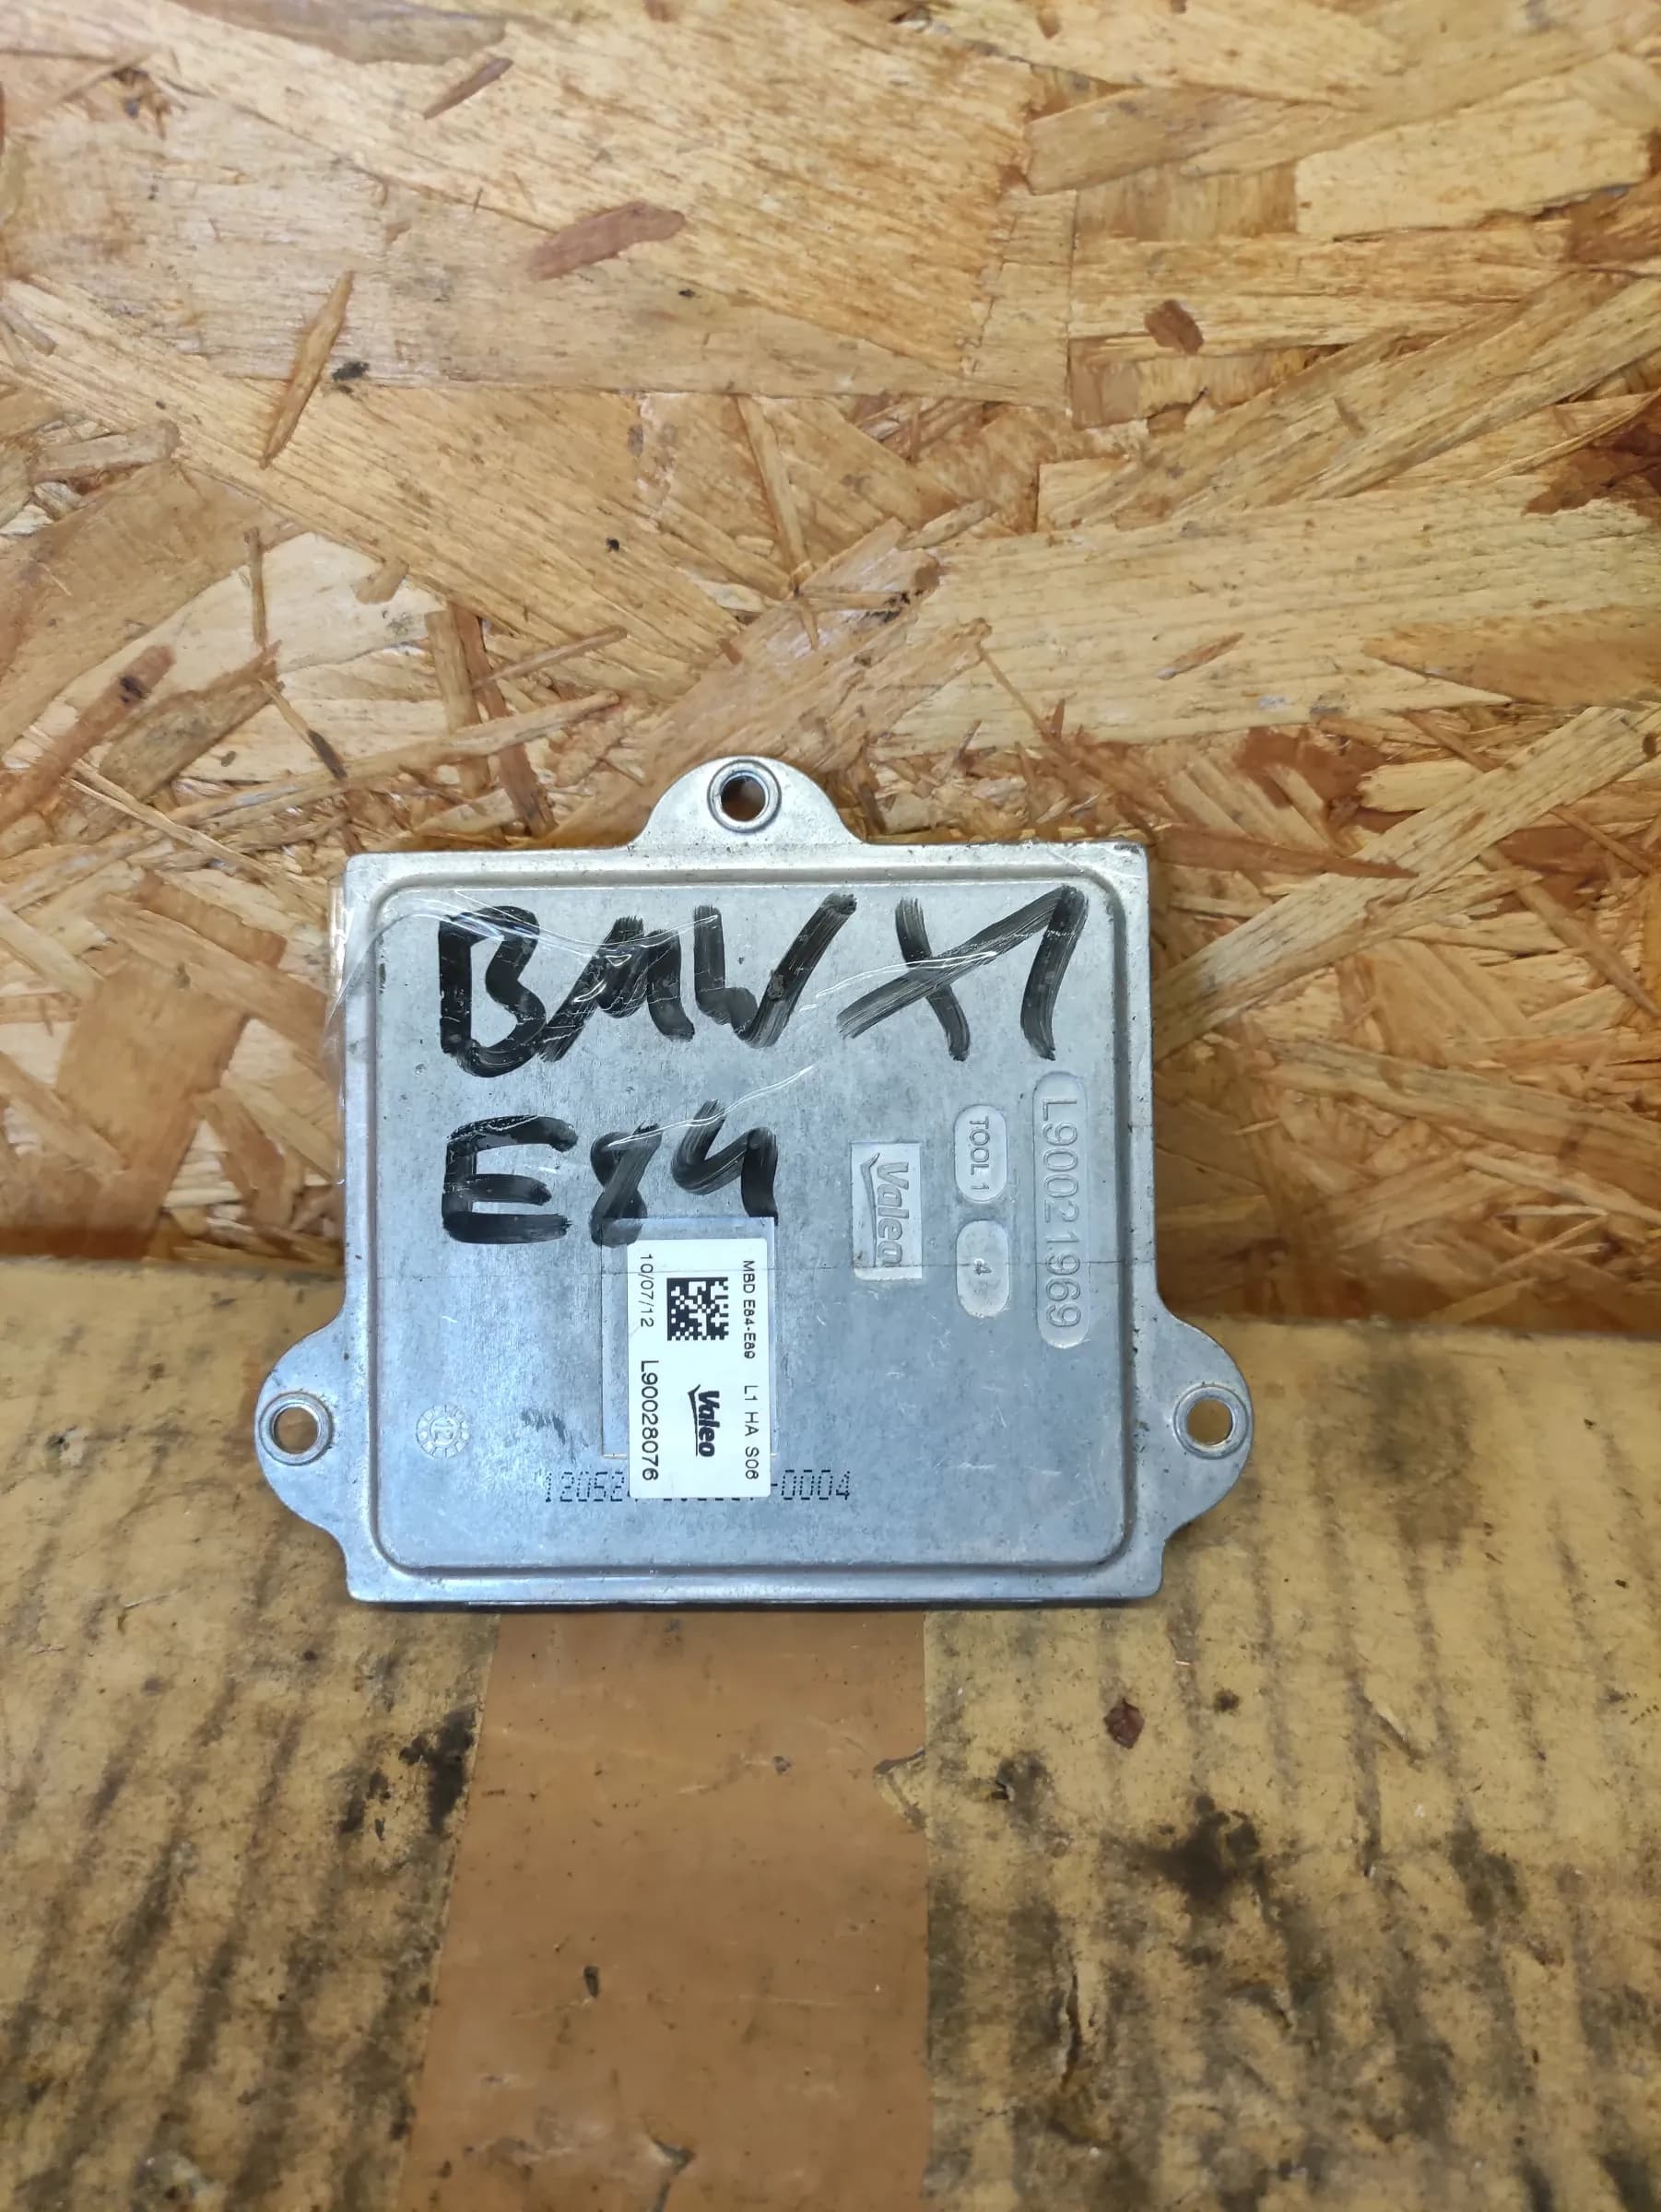 BMW X1
E84
L90021969
TOOL 1
4
Valeo
MBD E84-E89 L1 HA S06
Valeo
10/07/12 L90028076
12
-0004